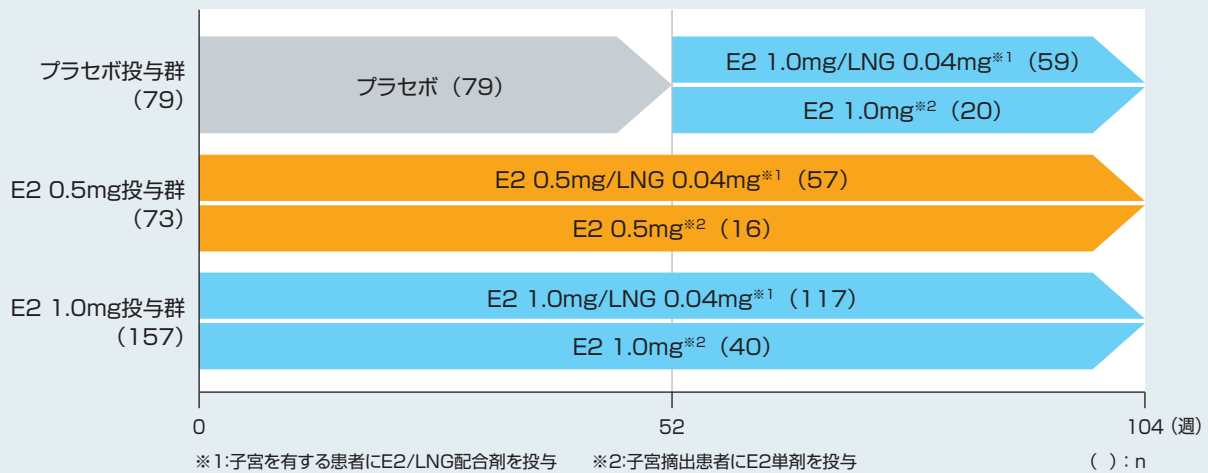 プラセボ投与群
（79）
プラセボ（79）
E2 1.0mg/LNG 0.04mg※1（59）
E2 1.0mg※2（20）
E2 0.5mg投与群
（73）
E2 0.5mg/LNG 0.04mg※1（57）
E2 0.5mg※2（16）
E2 1.0mg投与群
（157）
E2 1.0mg/LNG 0.04mg※1（117）
E2 1.0mg※2（40）
0 52 104（週）
※1:子宮を有する患者にE2/LNG配合剤を投与 ※2:子宮摘出患者にE2単剤を投与 （ ）: n